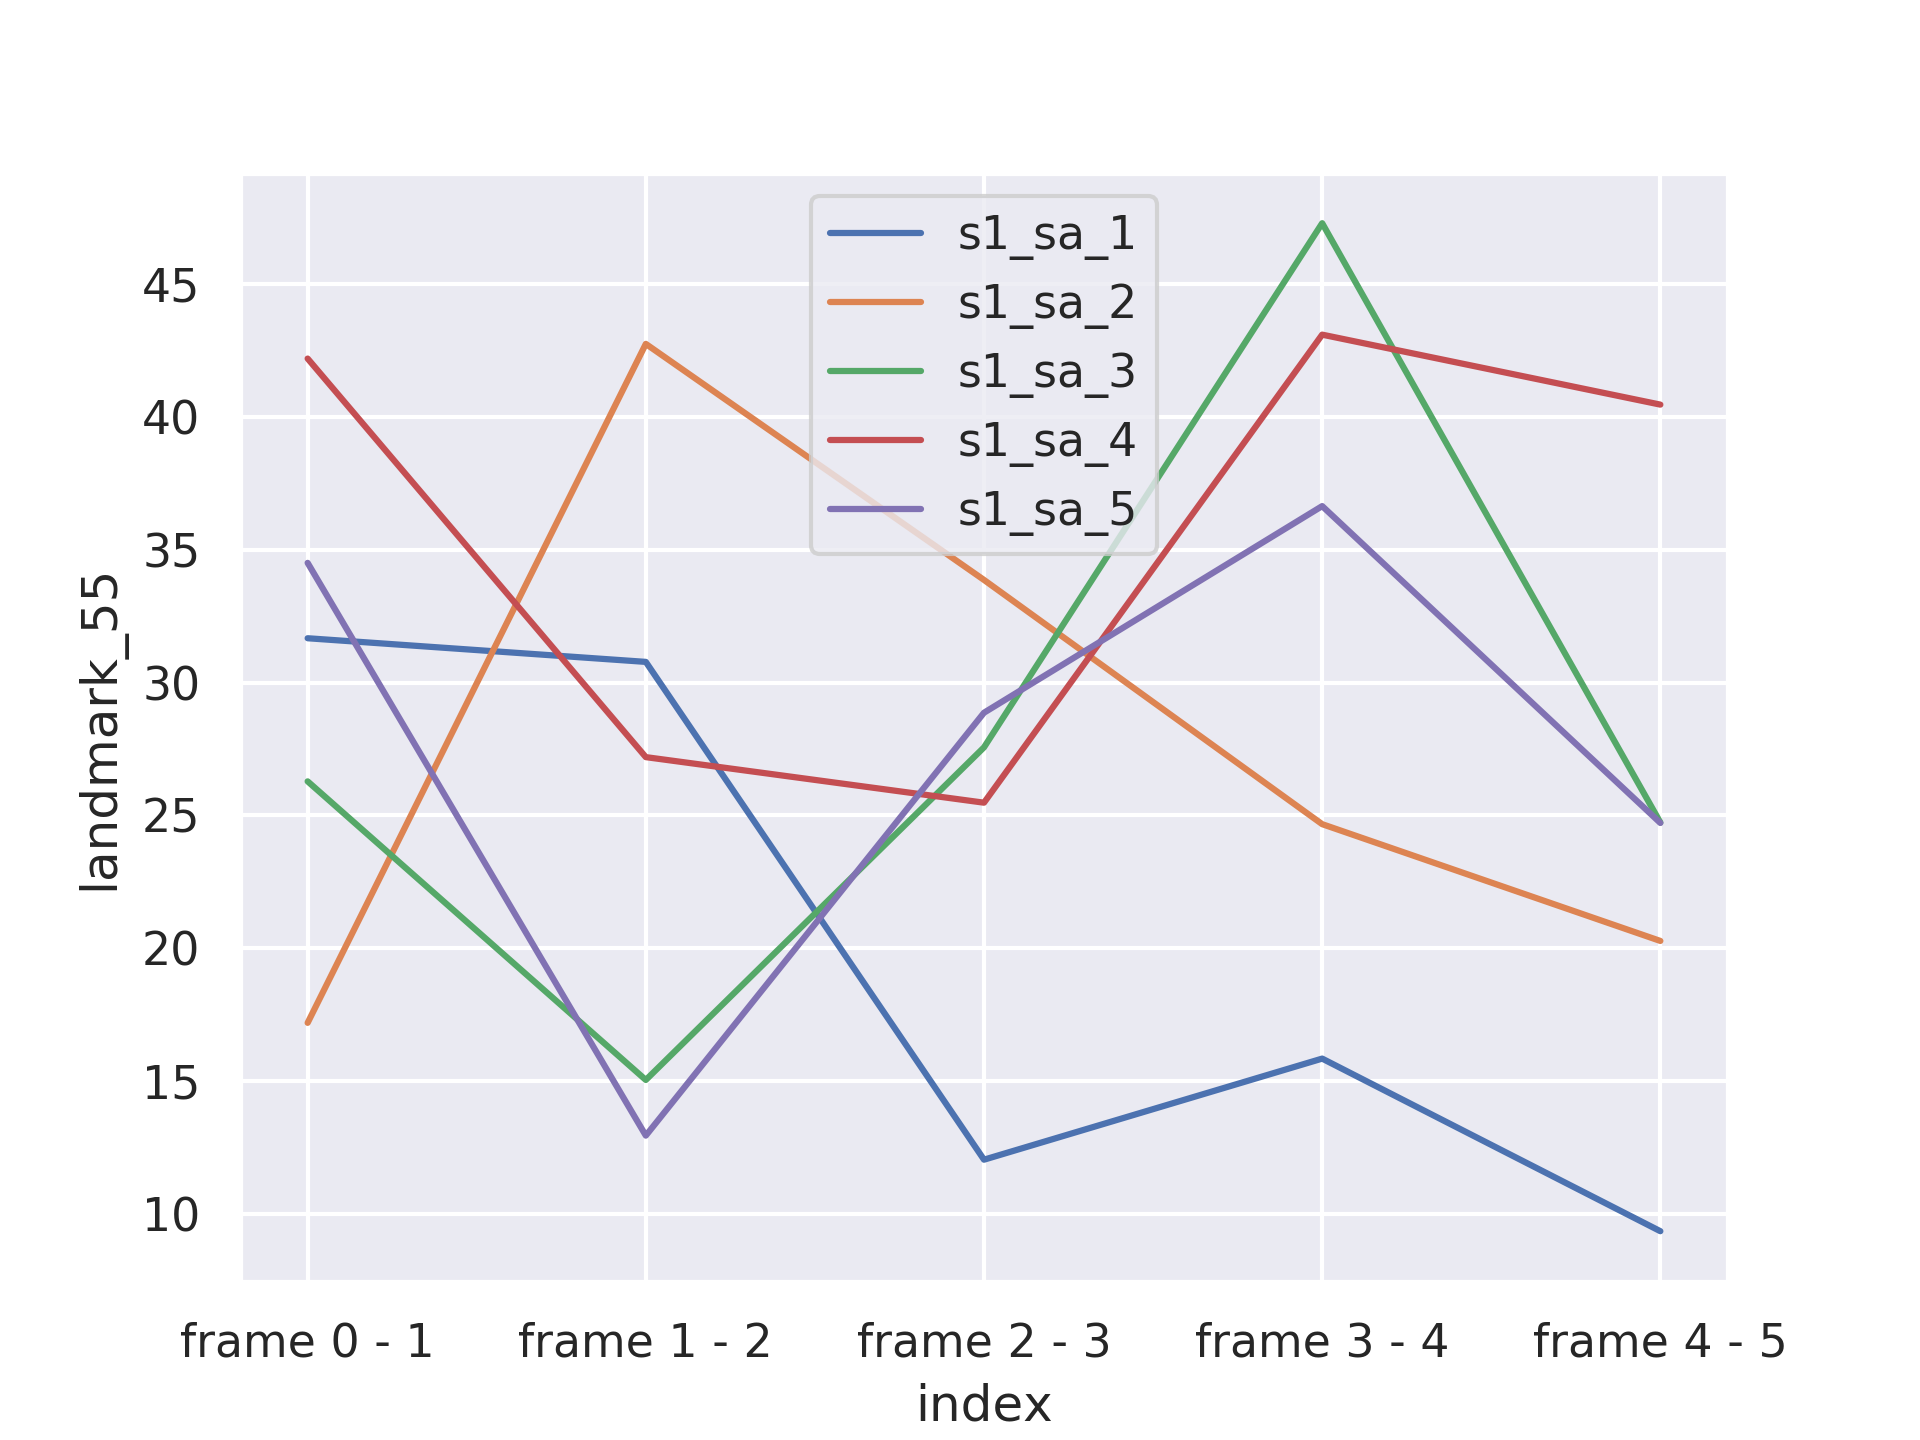 s1_sa_1
s1_sa_2
s1_sa_3
s1_sa_4
s1_sa_5
landmark_55
45
40
35
30
25
20
15
10
frame 0 - 1 frame 1 - 2 frame 2 - 3 frame 3 - 4 frame 4 - 5
index